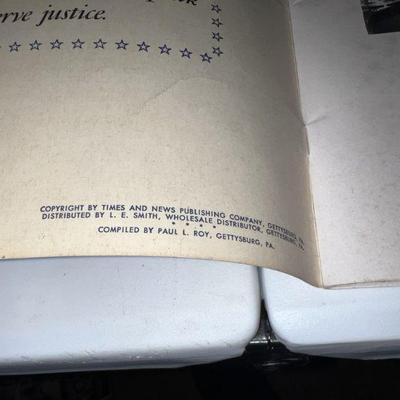 serve justice.
COPYRIGHT BY TIMES AND NEWS PUBLISHING COMPANY, GETTYSBURG, PA.
DISTRIBUTED BY L. E. SMITH, WHOLESALE DISTRIBUTOR, GETTYSBURG, PA.
COMPILED BY PAUL L. ROY, GETTYSBURG, PA.